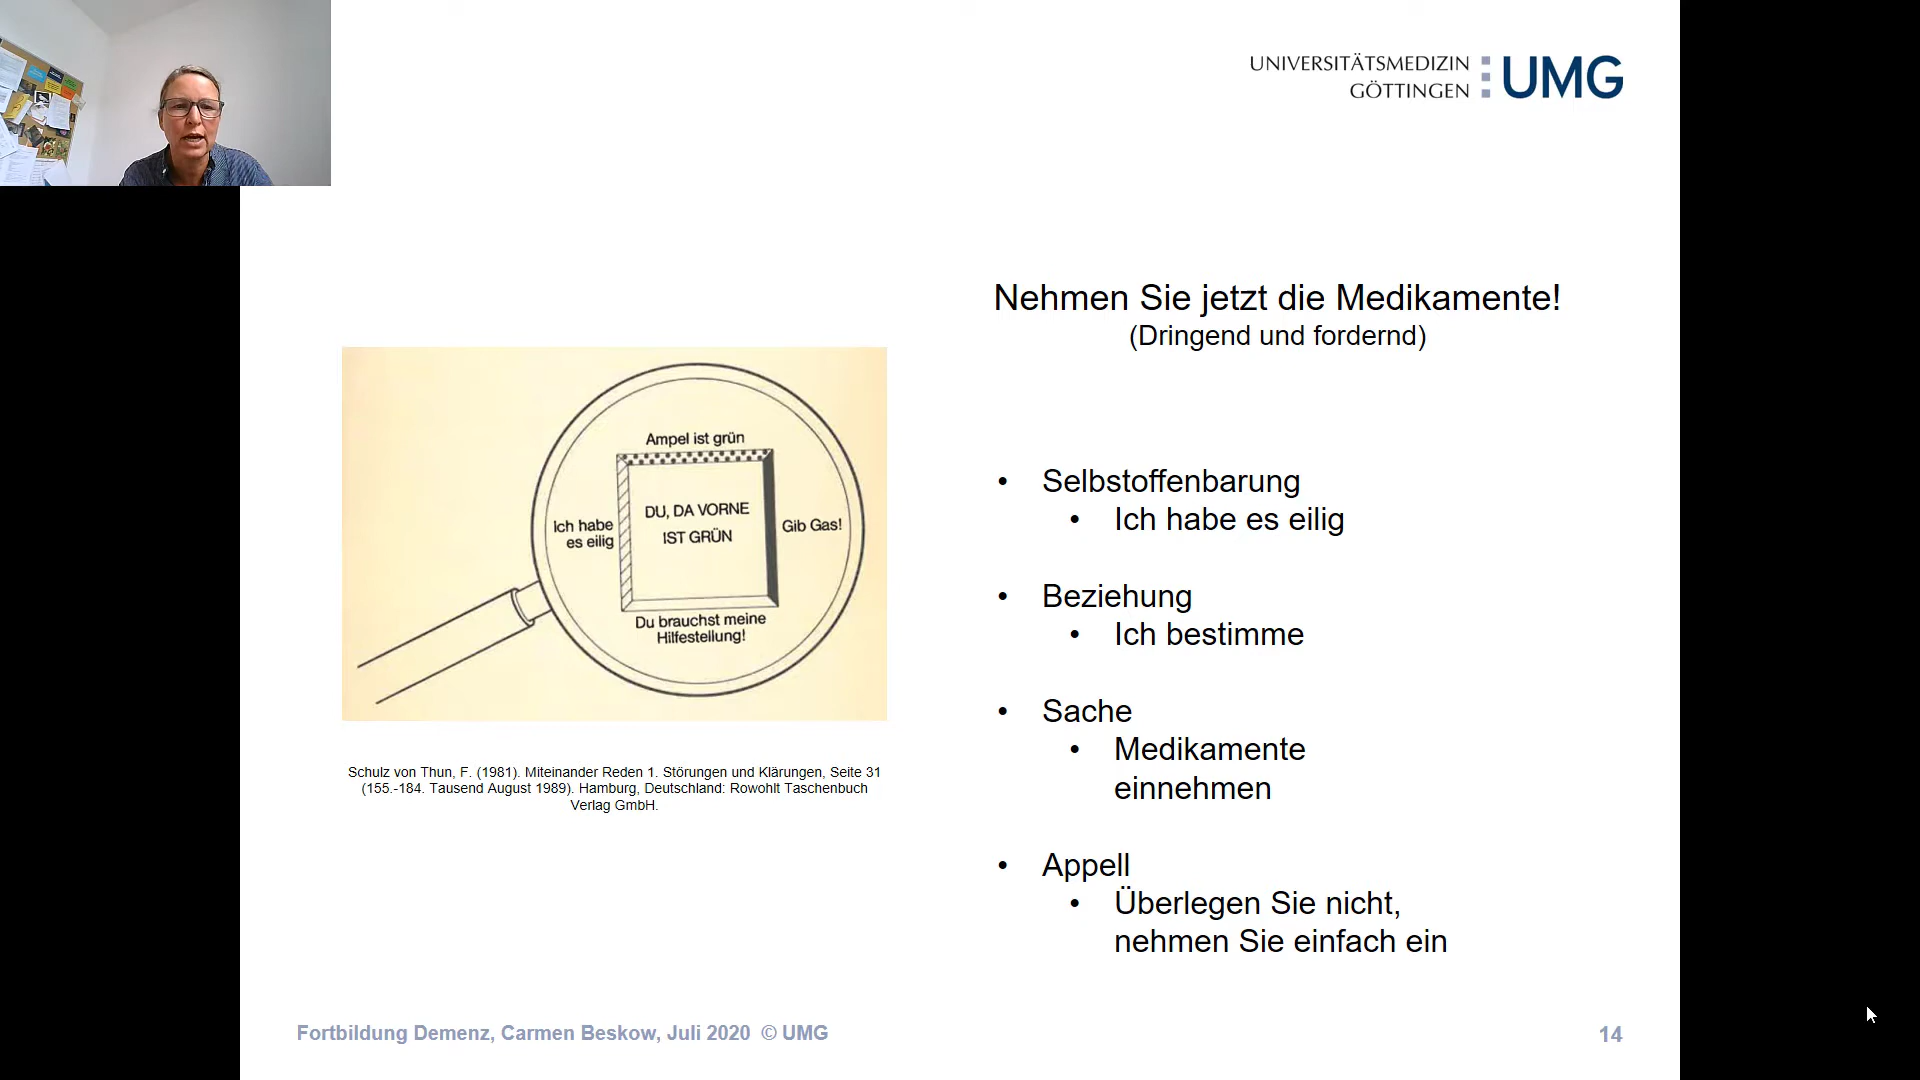 UNIVERSITÄTSMEDIZIN
GÖTTINGEN
UMG
Nehmen Sie jetzt die Medikamente!
(Dringend und fordernd)
Ampel ist grün
DU, DA VORNE
IST GRÜN
Ich habe
es eilig
Gib Gas!
Du brauchst meine
Hilfestellung!
Schulz von Thun, F. (1981). Miteinander Reden 1. Störungen und Klärungen, Seite 31
(155.-184. Tausend August 1989). Hamburg, Deutschland: Rowohlt Taschenbuch
Verlag GmbH.
• Selbstoffenbarung
• Ich habe es eilig
• Beziehung
• Ich bestimme
• Sache
• Medikamente
einnehmen
• Appell
• Überlegen Sie nicht,
nehmen Sie einfach ein
Fortbildung Demenz, Carmen Beskow, Juli 2020 © UMG
14